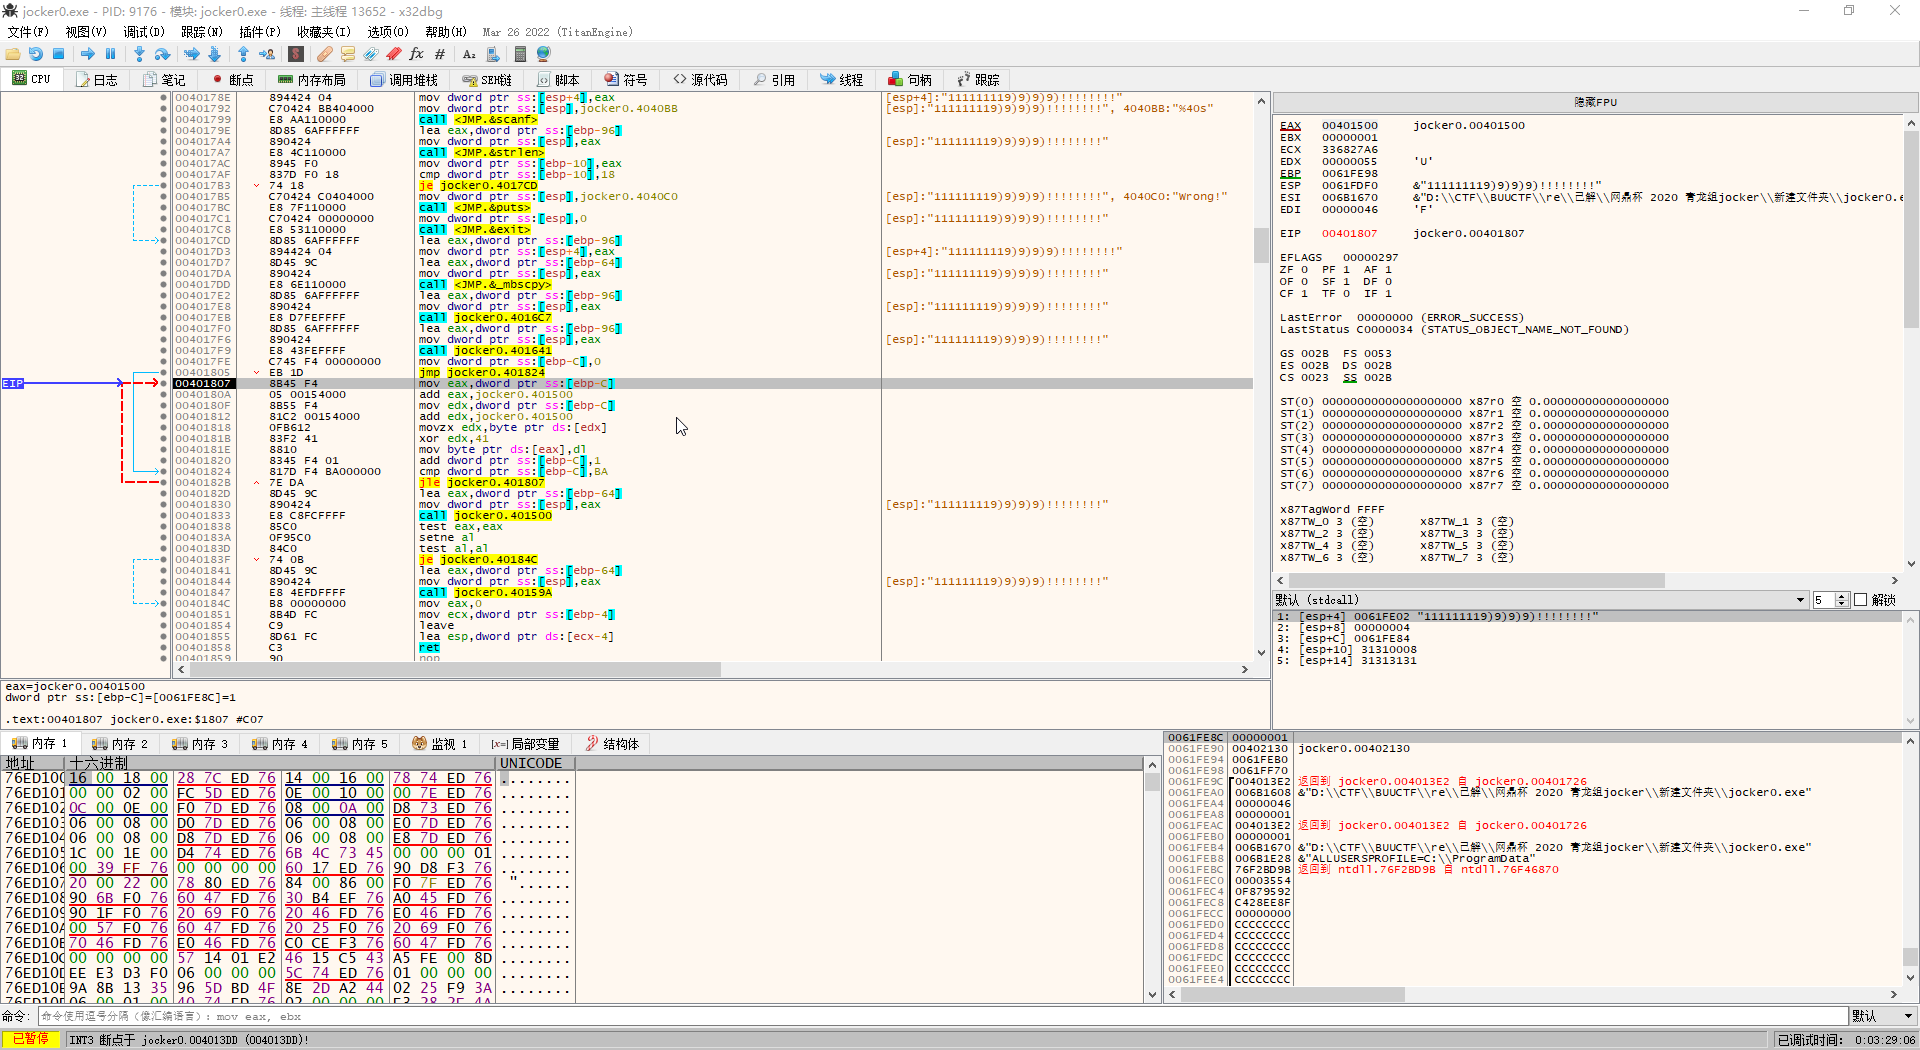 jocker0.exe - PID: 9176 - 模块: jocker0.exe - 线程: 主线程 13652 - x32dbg
文件(F) 视图(V) 调试(D) 跟踪(N) 插件(P) 收藏夹(I) 选项(O) 帮助(H) Mar 26 2022 (TitanEngine)
CPU 日志 笔记 断点 内存布局 调用堆栈 SEH链 脚本 符号 源代码 引用 线程 句柄 跟踪
0040178E 894424 04 mov dword ptr ss:[esp+4],eax [esp+4]:"111111119)9)9)9)!!!!!!!!"
00401792 C70424 BB404000 mov dword ptr ss:[esp],jocker0.4040BB [esp]:"111111119)9)9)9)!!!!!!!!", 4040BB:"%40s"
00401799 E8 AA110000 call <JMP.&scanf>
0040179E 8D85 6AFFFFFF lea eax,dword ptr ss:[ebp-96]
004017A4 890424 mov dword ptr ss:[esp],eax [esp]:"111111119)9)9)9)!!!!!!!!"
004017A7 E8 4C110000 call <JMP.&strlen>
004017AC 8945 F0 mov dword ptr ss:[ebp-10],eax
004017AF 837D F0 18 cmp dword ptr ss:[ebp-10],18
004017B3 74 18 je jocker0.4017CD
004017B5 C70424 C0404000 mov dword ptr ss:[esp],jocker0.4040C0 [esp]:"111111119)9)9)9)!!!!!!!!", 4040C0:"Wrong!"
004017BC E8 7F110000 call <JMP.&puts>
004017C1 C70424 00000000 mov dword ptr ss:[esp],0 [esp]:"111111119)9)9)9)!!!!!!!!"
004017C8 E8 53110000 call <JMP.&exit>
004017CD 8D85 6AFFFFFF lea eax,dword ptr ss:[ebp-96]
004017D3 894424 04 mov dword ptr ss:[esp+4],eax [esp+4]:"111111119)9)9)9)!!!!!!!!"
004017D7 8D45 9C lea eax,dword ptr ss:[ebp-64]
004017DA 890424 mov dword ptr ss:[esp],eax [esp]:"111111119)9)9)9)!!!!!!!!"
004017DD E8 6E110000 call <JMP.&_mbscpy>
004017E2 8D85 6AFFFFFF lea eax,dword ptr ss:[ebp-96]
004017E8 890424 mov dword ptr ss:[esp],eax [esp]:"111111119)9)9)9)!!!!!!!!"
004017EB E8 D7FEFFFF call jocker0.4016C7
004017F0 8D85 6AFFFFFF lea eax,dword ptr ss:[ebp-96]
004017F6 890424 mov dword ptr ss:[esp],eax [esp]:"111111119)9)9)9)!!!!!!!!"
004017F9 E8 43FEFFFF call jocker0.401641
004017FE C745 F4 00000000 mov dword ptr ss:[ebp-C],0
00401805 EB 1D jmp jocker0.401824
EIP 00401807 8B45 F4 mov eax,dword ptr ss:[ebp-C]
0040180A 05 00154000 add eax,jocker0.401500
0040180F 8B55 F4 mov edx,dword ptr ss:[ebp-C]
00401812 81C2 00154000 add edx,jocker0.401500
00401818 0FB612 movzx edx,byte ptr ds:[edx]
0040181B 83F2 41 xor edx,41
0040181E 8810 mov byte ptr ds:[eax],dl
00401820 8345 F4 01 add dword ptr ss:[ebp-C],1
00401824 817D F4 BA000000 cmp dword ptr ss:[ebp-C],BA
0040182B 7E DA jle jocker0.401807
0040182D 8D45 9C lea eax,dword ptr ss:[ebp-64]
00401830 890424 mov dword ptr ss:[esp],eax [esp]:"111111119)9)9)9)!!!!!!!!"
00401833 E8 C8FCFFFF call jocker0.401500
00401838 85C0 test eax,eax
0040183A 0F95C0 setne al
0040183D 84C0 test al,al
0040183F 74 0B je jocker0.40184C
00401841 8D45 9C lea eax,dword ptr ss:[ebp-64]
00401844 890424 mov dword ptr ss:[esp],eax [esp]:"111111119)9)9)9)!!!!!!!!"
00401847 E8 4EFDFFFF call jocker0.40159A
0040184C B8 00000000 mov eax,0
00401851 8B4D FC mov ecx,dword ptr ss:[ebp-4]
00401854 C9 leave
00401855 8D61 FC lea esp,dword ptr ds:[ecx-4]
00401858 C3 ret
00401859 90 nop
隐藏FPU
EAX 00401500 jocker0.00401500
EBX 00000001
ECX 336827A6
EDX 00000055 'U'
EBP 0061FE98
ESP 0061FDF0 &"111111119)9)9)9)!!!!!!!!"
ESI 006B1670 &"D:\\CTF\\BUUCTF\\re\\已解\\网鼎杯 2020 青龙组jocker\\新建文件夹\\jocker0.e
EDI 00000046 'F'
EIP 00401807 jocker0.00401807
EFLAGS 00000297
ZF 0 PF 1 AF 1
OF 0 SF 1 DF 0
CF 1 TF 0 IF 1
LastError 00000000 (ERROR_SUCCESS)
LastStatus C0000034 (STATUS_OBJECT_NAME_NOT_FOUND)
GS 002B FS 0053
ES 002B DS 002B
CS 0023 SS 002B
ST(0) 00000000000000000000 x87r0 空 0.000000000000000000
ST(1) 00000000000000000000 x87r1 空 0.000000000000000000
ST(2) 00000000000000000000 x87r2 空 0.000000000000000000
ST(3) 00000000000000000000 x87r3 空 0.000000000000000000
ST(4) 00000000000000000000 x87r4 空 0.000000000000000000
ST(5) 00000000000000000000 x87r5 空 0.000000000000000000
ST(6) 00000000000000000000 x87r6 空 0.000000000000000000
ST(7) 00000000000000000000 x87r7 空 0.000000000000000000
x87TagWord FFFF
x87TW_0 3 (空) x87TW_1 3 (空)
x87TW_2 3 (空) x87TW_3 3 (空)
x87TW_4 3 (空) x87TW_5 3 (空)
x87TW_6 3 (空) x87TW_7 3 (空)
默认 (stdcall) 5 解锁
1: [esp+4] 0061FE02 "111111119)9)9)9)!!!!!!!!"
2: [esp+8] 00000004
3: [esp+C] 0061FE84
4: [esp+10] 31310008
5: [esp+14] 31313131
eax=jocker0.00401500
dword ptr ss:[ebp-C]=[0061FE8C]=1
.text:00401807 jocker0.exe:$1807 #C07
内存 1 内存 2 内存 3 内存 4 内存 5 监视 1 [x=] 局部变量 结构体
地址 十六进制 UNICODE
76ED100 16 00 18 00 28 7C ED 76 14 00 16 00 78 74 ED 76 ........
76ED101 00 00 02 00 FC 5D ED 76 0E 00 10 00 00 7E ED 76 ........
76ED102 0C 00 0E 00 F0 7D ED 76 08 00 0A 00 D8 73 ED 76 ........
76ED103 06 00 08 00 D0 7D ED 76 06 00 08 00 E0 7D ED 76 ........
76ED104 06 00 08 00 D8 7D ED 76 06 00 08 00 E8 7D ED 76 ........
76ED105 1C 00 1E 00 D4 74 ED 76 6B 4C 73 45 00 00 00 01 ........
76ED106 00 39 FF 76 00 00 00 00 60 17 ED 76 90 D8 F3 76 ........
76ED107 20 00 22 00 78 80 ED 76 84 00 86 00 F0 7F ED 76 "......
76ED108 90 6B F0 76 60 47 FD 76 30 B4 EF 76 A0 45 FD 76 ........
76ED109 90 1F F0 76 20 69 F0 76 20 46 FD 76 E0 46 FD 76 ........
76ED10A 00 57 F0 76 60 47 FD 76 20 25 F0 76 20 69 F0 76 ........
76ED10B 70 46 FD 76 E0 46 FD 76 C0 CE F3 76 60 47 FD 76 ........
76ED10C 00 00 00 00 57 14 01 E2 46 15 C5 43 A5 FE 00 8D ........
76ED10D EE E3 D3 F0 06 00 00 00 5C 74 ED 76 01 00 00 00 ........
76ED10E 9A 8B 13 35 96 5D BD 4F 8E 2D A2 44 02 25 F9 3A ........
0061FE8C 00000001
0061FE90 00402130 jocker0.00402130
0061FE94 0061FEB0
0061FE98 0061FF70
0061FE9C 004013E2 返回到 jocker0.004013E2 自 jocker0.00401726
0061FEA0 006B1608 &"D:\\CTF\\BUUCTF\\re\\已解\\网鼎杯 2020 青龙组jocker\\新建文件夹\\jocker0.exe"
0061FEA4 00000046
0061FEA8 00000001
0061FEAC 004013E2 返回到 jocker0.004013E2 自 jocker0.00401726
0061FEB0 00000001
0061FEB4 006B1670 &"D:\\CTF\\BUUCTF\\re\\已解\\网鼎杯 2020 青龙组jocker\\新建文件夹\\jocker0.exe"
0061FEB8 006B1E28 &"ALLUSERSPROFILE=C:\\ProgramData"
0061FEBC 76F2BD9B 返回到 ntdll.76F2BD9B 自 ntdll.76F46870
0061FEC0 00003554
0061FEC4 0F879592
0061FEC8 C428EE8F
0061FECC 00000000
0061FED0 CCCCCCCC
0061FED4 CCCCCCCC
0061FED8 CCCCCCCC
0061FEDC CCCCCCCC
0061FEE0 CCCCCCCC
0061FEE4 CCCCCCCC
命令: 命令使用逗号分隔 (像汇编语言): mov eax, ebx 默认
已暂停 INT3 断点于 jocker0.004013DD (004013DD)! 已调试时间: 0:03:29:06